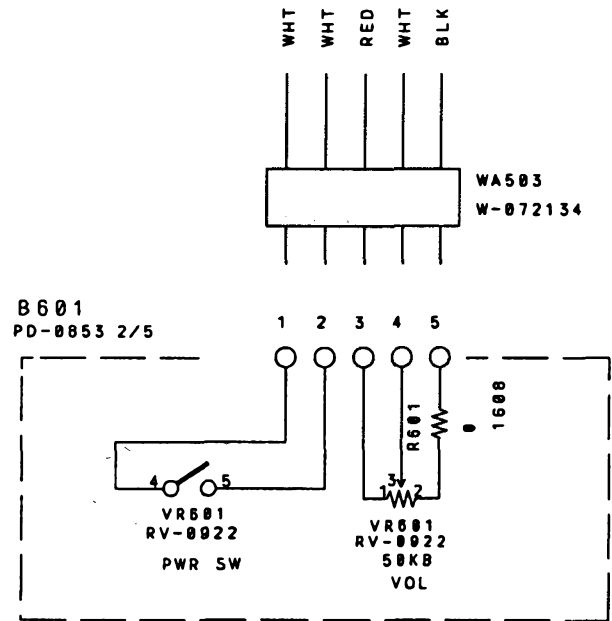 WHT WHT RED WHT BLK
WA503
W-072134
B601
PD-0853 2/5
1 2 3 4 5
R601
0
1608
4 5
VR601
RV-0922
PWR SW
3
1 2
VR601
RV-0922
50KB
VOL